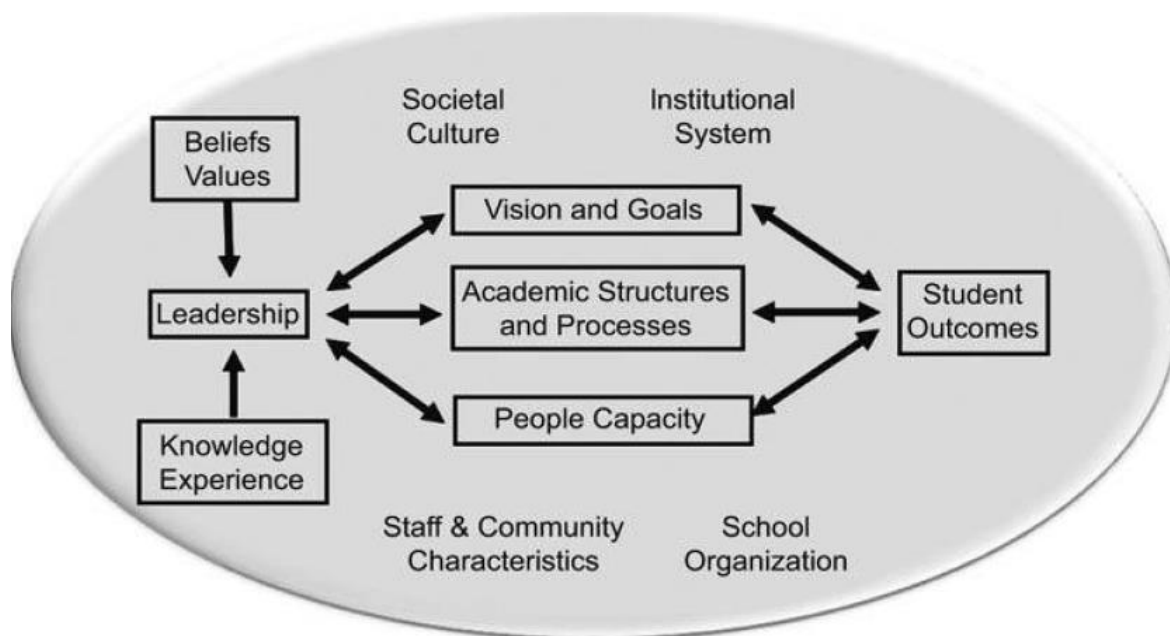 Societal
Culture
Institutional
System
Beliefs
Values
Vision and Goals
Leadership
Academic Structures
and Processes
Student
Outcomes
People Capacity
Knowledge
Experience
Staff & Community
Characteristics
School
Organization